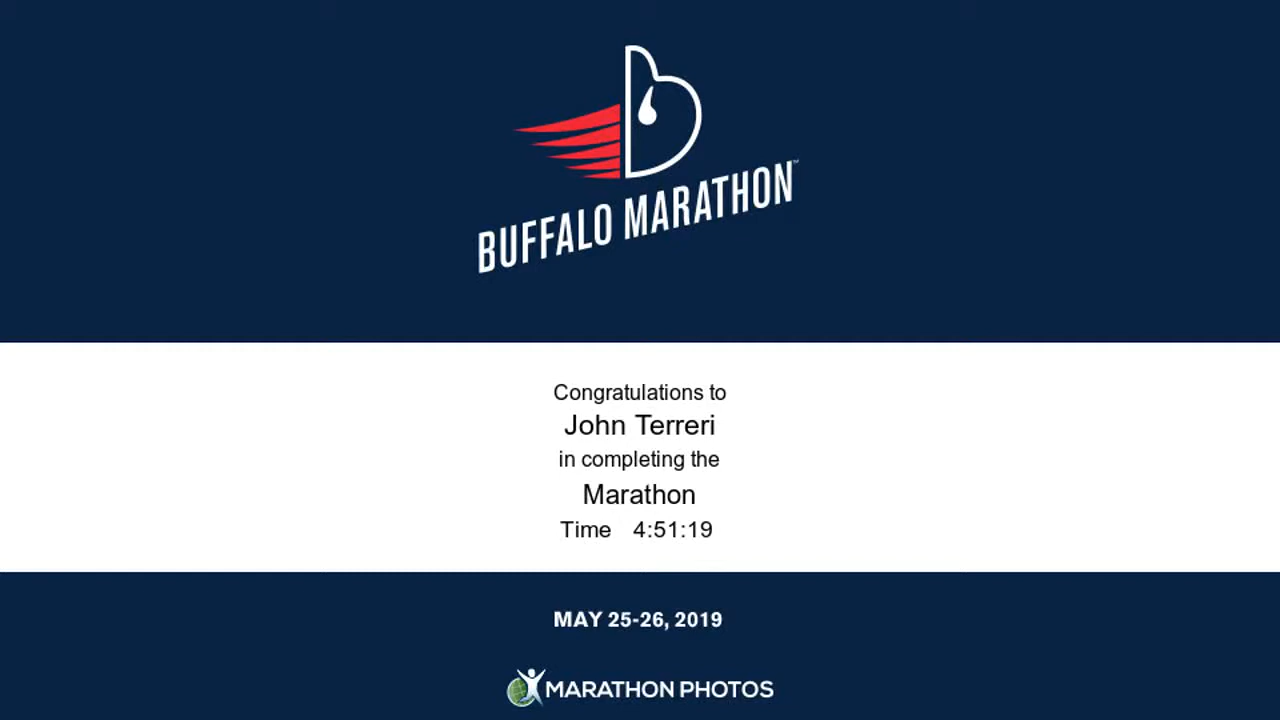 BUFFALO MARATHON™
Congratulations to
John Terreri
in completing the
Marathon
Time 4:51:19
MAY 25-26, 2019
MARATHON PHOTOS